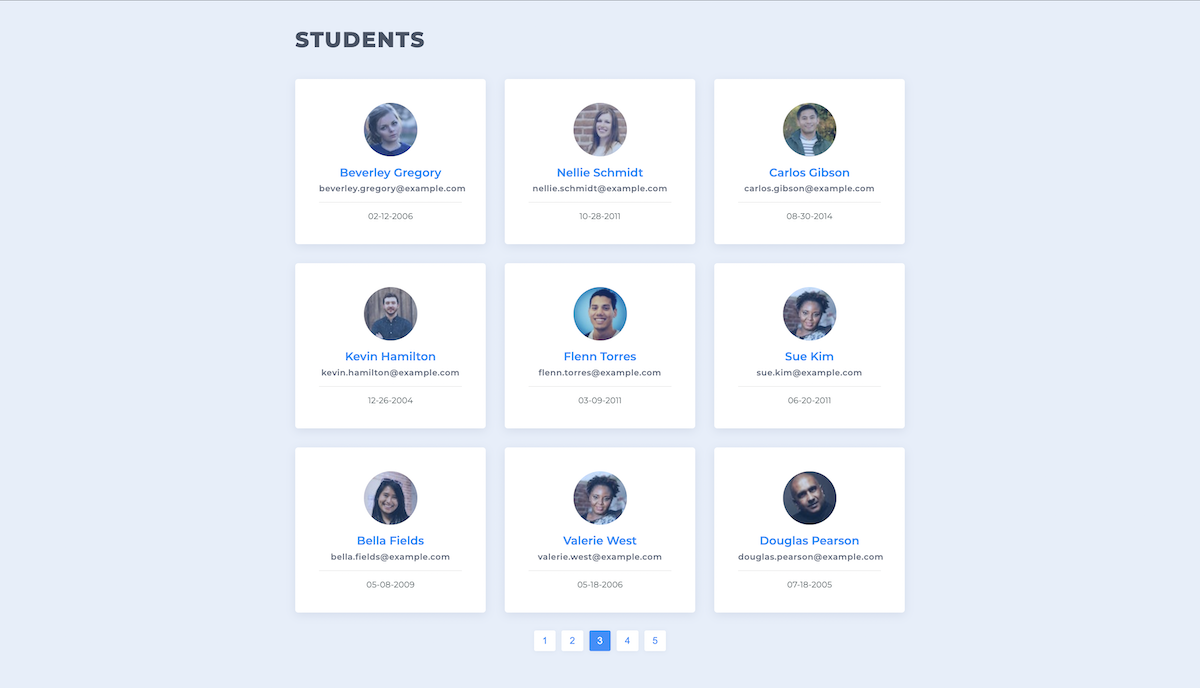 STUDENTS
Beverley Gregory
beverley.gregory@example.com
02-12-2006
Nellie Schmidt
nellie.schmidt@example.com
10-28-2011
Carlos Gibson
carlos.gibson@example.com
08-30-2014
Kevin Hamilton
kevin.hamilton@example.com
12-26-2004
Flenn Torres
flenn.torres@example.com
03-09-2011
Sue Kim
sue.kim@example.com
06-20-2011
Bella Fields
bella.fields@example.com
05-08-2009
Valerie West
valerie.west@example.com
05-18-2006
Douglas Pearson
douglas.pearson@example.com
07-18-2005
1 2 3 4 5